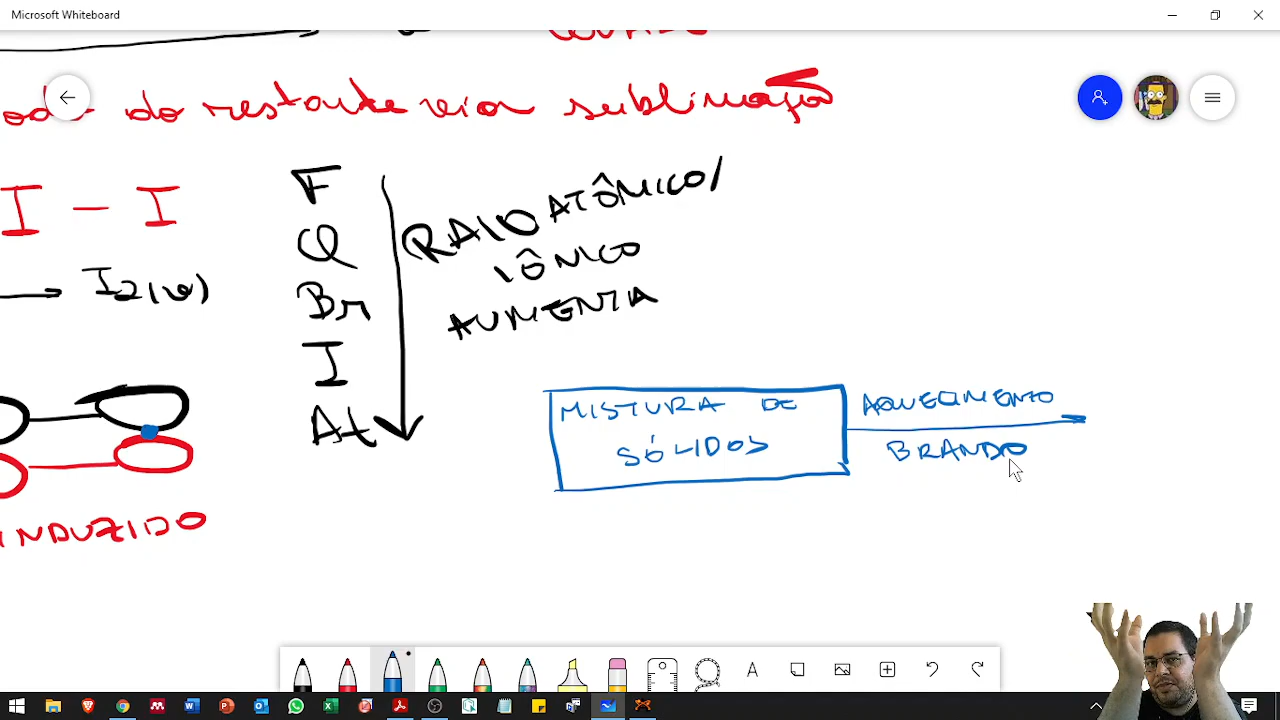 Microsoft Whiteboard
do restante via sublimação
I - I
I2(v)
F
Cl
Br
I
At
RAIO ATÔMICO/
IÔNICO
AUMENTA
MISTURA DE
SÓLIDOS
AQUECIMENTO
BRANDO
INDUZIDO